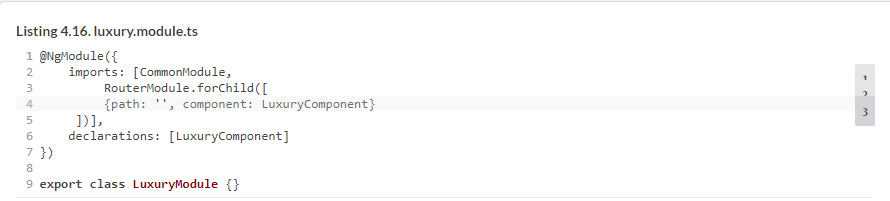 Listing 4.16. luxury.module.ts
1 @NgModule({
2     imports: [CommonModule,
3          RouterModule.forChild([
4          {path: '', component: LuxuryComponent}
5      ])],
6     declarations: [LuxuryComponent]
7 })
8
9 export class LuxuryModule {}
1
2
3